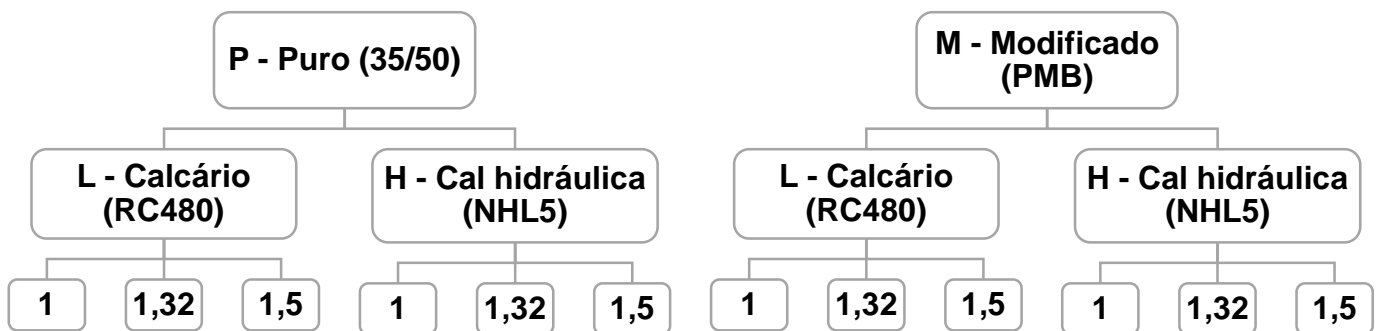 P - Puro (35/50)
M - Modificado
(PMB)
L - Calcário
(RC480)
H - Cal hidráulica
(NHL5)
L - Calcário
(RC480)
H - Cal hidráulica
(NHL5)
1
1,32
1,5
1
1,32
1,5
1
1,32
1,5
1
1,32
1,5